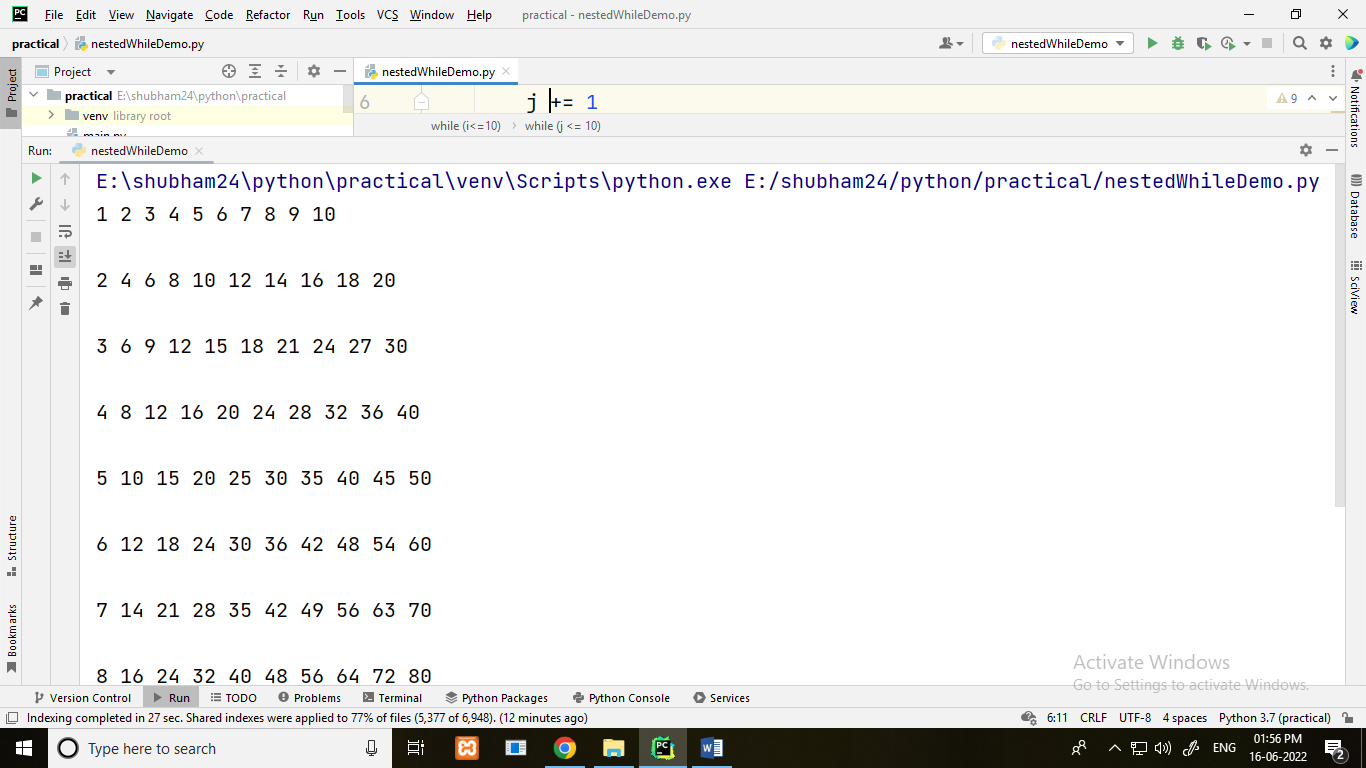 PC File Edit View Navigate Code Refactor Run Tools VCS Window Help practical - nestedWhileDemo.py
practical nestedWhileDemo.py nestedWhileDemo
Project nestedWhileDemo.py
practical E:\shubham24\python\practical
venv library root
main.py
6 j += 1 9
while (i<=10) while (j <= 10)
Run: nestedWhileDemo
E:\shubham24\python\practical\venv\Scripts\python.exe E:/shubham24/python/practical/nestedWhileDemo.py
1 2 3 4 5 6 7 8 9 10
2 4 6 8 10 12 14 16 18 20
3 6 9 12 15 18 21 24 27 30
4 8 12 16 20 24 28 32 36 40
5 10 15 20 25 30 35 40 45 50
6 12 18 24 30 36 42 48 54 60
7 14 21 28 35 42 49 56 63 70
8 16 24 32 40 48 56 64 72 80
Project
Structure
Bookmarks
Notifications
Database
SciView
Activate Windows
Go to Settings to activate Windows.
Version Control Run TODO Problems Terminal Python Packages Python Console Services
Indexing completed in 27 sec. Shared indexes were applied to 77% of files (5,377 of 6,948). (12 minutes ago) 6:11 CRLF UTF-8 4 spaces Python 3.7 (practical)
Type here to search PC W ENG 01:56 PM
16-06-2022 2